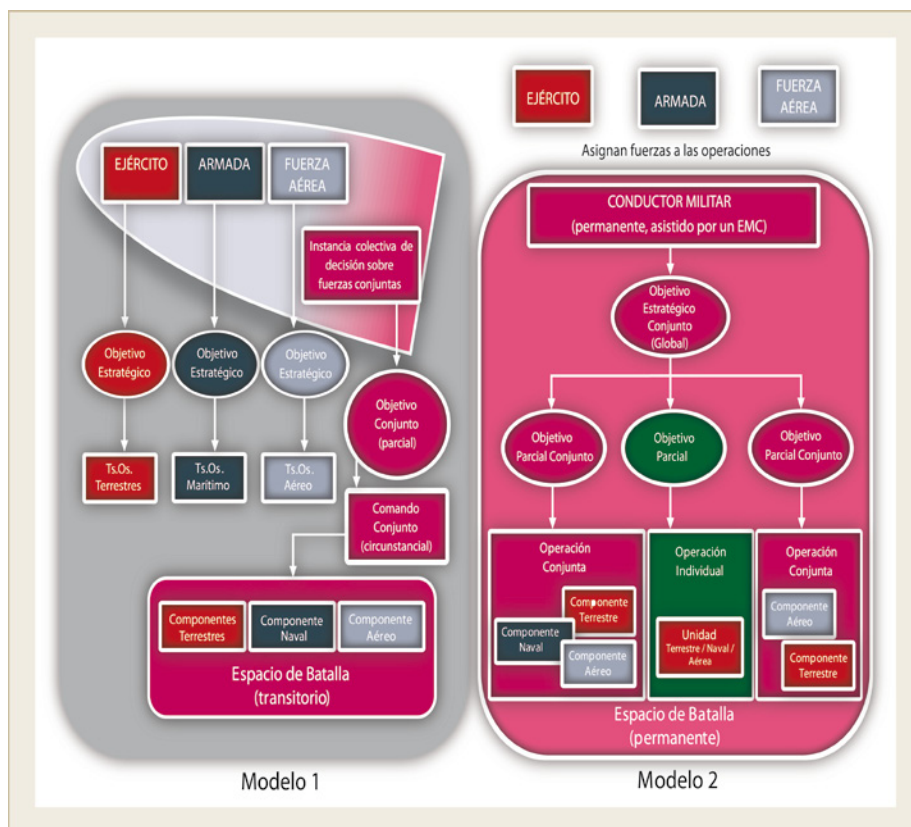 EJÉRCITO
ARMADA
FUERZA
AÉREA
Instancia colectiva de
decisión sobre
fuerzas conjuntas
Objetivo
Estratégico
Objetivo
Estratégico
Objetivo
Estratégico
Objetivo
Conjunto
(parcial)
Ts.Os.
Terrestres
Ts.Os.
Marítimo
Ts.Os.
Aéreo
Comando
Conjunto
(circunstancial)
Componentes
Terrestres
Componente
Naval
Componente
Aéreo
Espacio de Batalla
(transitorio)
Modelo 1
EJÉRCITO
ARMADA
FUERZA
AÉREA
Asignan fuerzas a las operaciones
CONDUCTOR MILITAR
(permanente, asistido por un EMC)
Objetivo
Estratégico
Conjunto
(Global)
Objetivo
Parcial Conjunto
Objetivo
Parcial
Objetivo
Parcial Conjunto
Operación
Conjunta
Componente
Terrestre
Componente
Naval
Componente
Aéreo
Operación
Individual
Unidad
Terrestre / Naval /
Aérea
Operación
Conjunta
Componente
Aéreo
Componente
Terrestre
Espacio de Batalla
(permanente)
Modelo 2